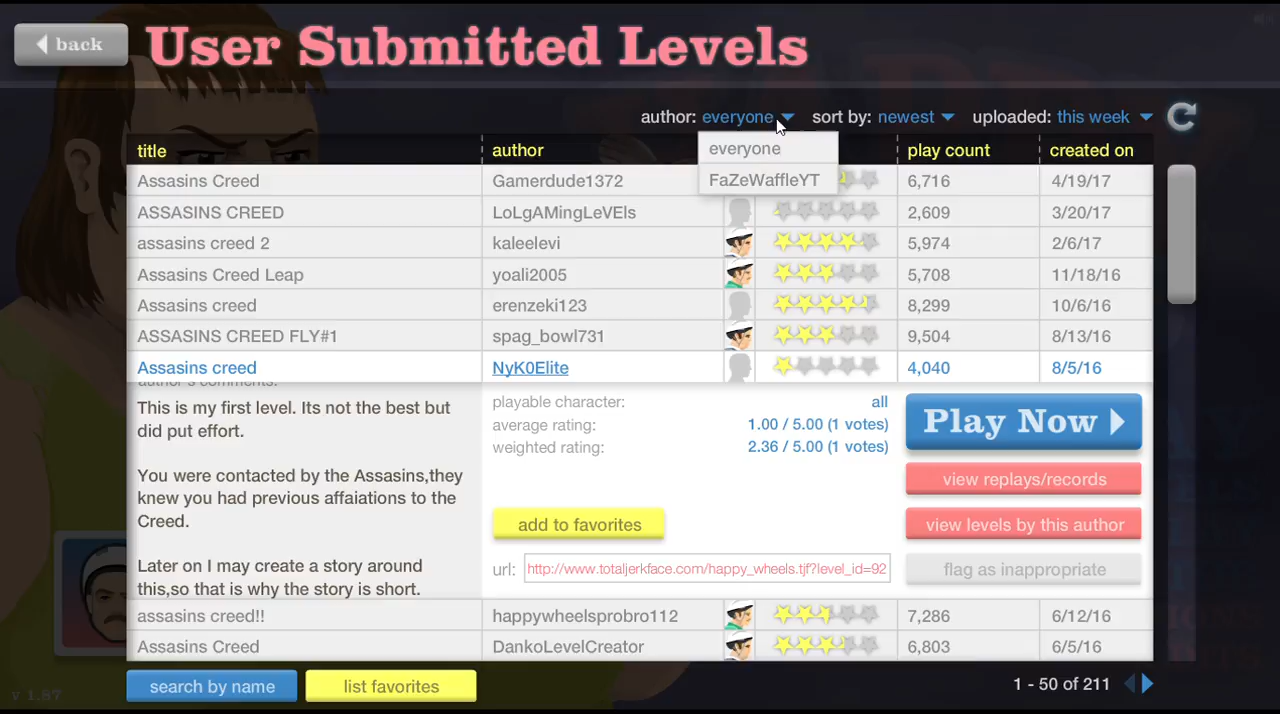 back
User Submitted Levels
author: everyone sort by: newest uploaded: this week
everyone
FaZeWaffleYT
title author play count created on
Assasins Creed Gamerdude1372 6,716 4/19/17
ASSASINS CREED LoLgAMingLeVEls 2,609 3/20/17
assasins creed 2 kaleelevi 5,974 2/6/17
Assasins Creed Leap yoali2005 5,708 11/18/16
Assasins creed erenzeki123 8,299 10/6/16
ASSASINS CREED FLY#1 spag_bowl731 9,504 8/13/16
Assasins creed NyK0Elite 4,040 8/5/16
author's comments:
This is my first level. Its not the best but
did put effort.
You were contacted by the Assasins,they
knew you had previous affaiations to the
Creed.
Later on I may create a story around
this,so that is why the story is short.
playable character: all
average rating: 1.00 / 5.00 (1 votes)
weighted rating: 2.36 / 5.00 (1 votes)
add to favorites
url: http://www.totaljerkface.com/happy_wheels.tjf?level_id=92
Play Now
view replays/records
view levels by this author
flag as inappropriate
assasins creed!! happywheelsprobro112 7,286 6/12/16
Assasins Creed DankoLevelCreator 6,803 6/5/16
search by name list favorites 1 - 50 of 211
v 1.87